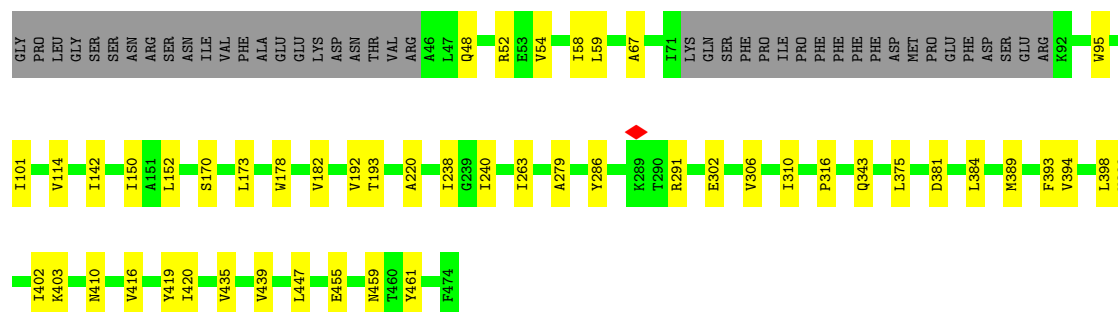 GLY PRO LEU GLY SER SER ASN ARG SER ASN ILE VAL PHE ALA GLU GLU LYS ASP ASN THR VAL ARG A46 L47 Q48 R52 E53 V54 I58 L59 A67 I71 LYS GLN SER PHE PRO ILE PRO PHE PHE PHE PHE ASP MET PRO GLU PHE ASP SER GLU ARG K92 W95
I101 V114 I142 I150 A151 L152 S170 L173 W178 V182 V192 T193 A220 I238 G239 I240 I263 A279 Y286 K289 T290 R291 E302 V306 I310 P316 Q343 L375 D381 L384 M389 F393 V394 L398
I402 K403 N410 V416 Y419 I420 V435 V439 L447 E455 N459 T460 Y461 F474